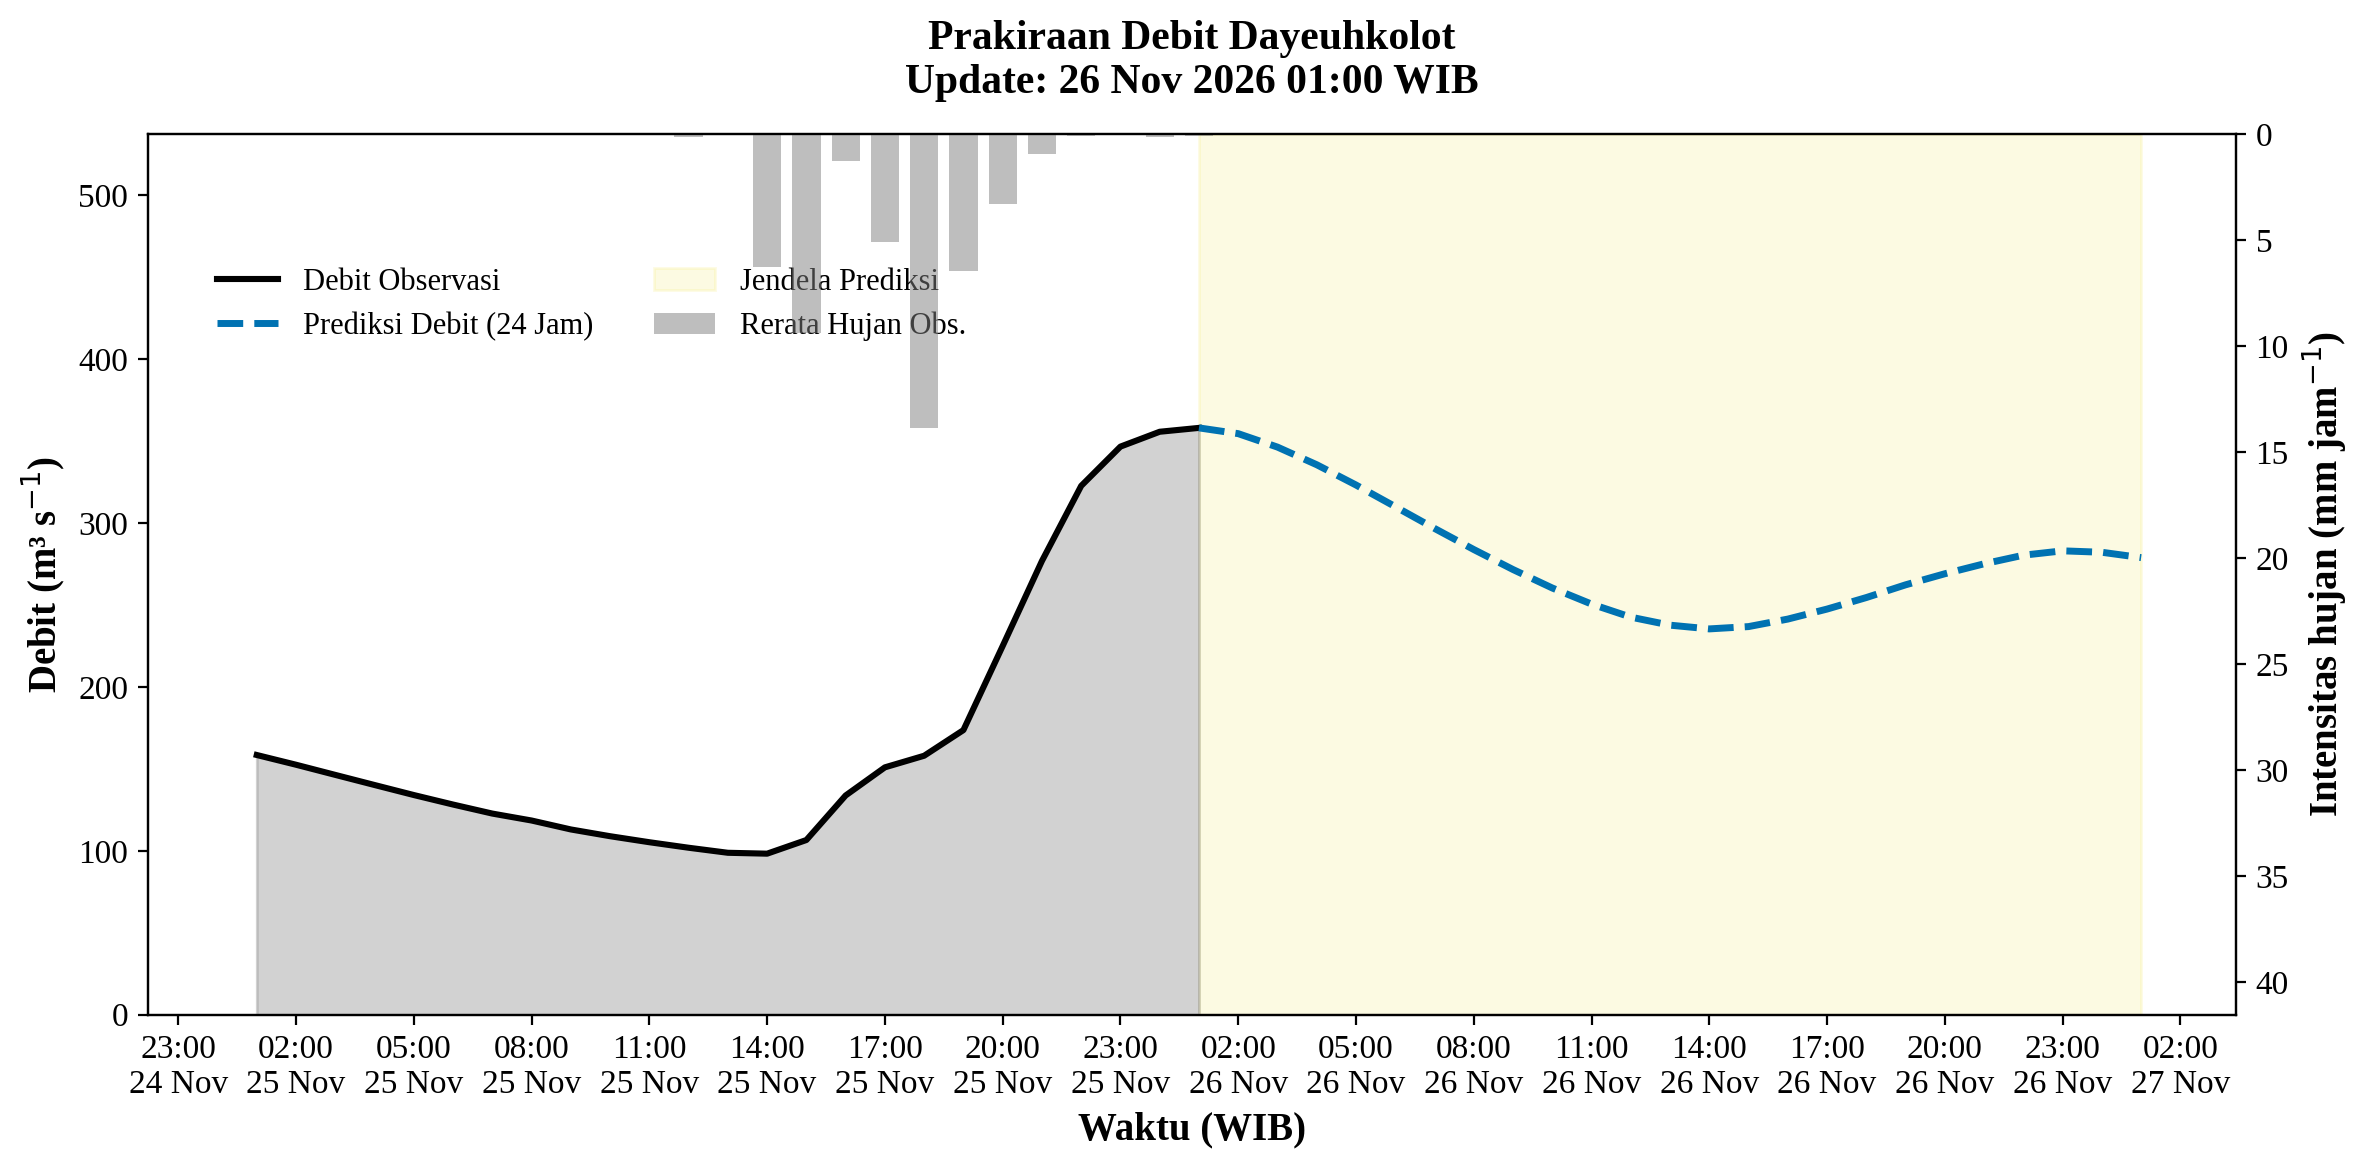 Prakiraan Debit Dayeuhkolot
Update: 26 Nov 2026 01:00 WIB
Debit (m³ s⁻¹)
500
400
300
200
100
0
Debit Observasi
Prediksi Debit (24 Jam)
Jendela Prediksi
Rerata Hujan Obs.
0
5
10
15
20
25
30
35
40
Intensitas hujan (mm jam⁻¹)
23:00 02:00 05:00 08:00 11:00 14:00 17:00 20:00 23:00 02:00 05:00 08:00 11:00 14:00 17:00 20:00 23:00 02:00
24 Nov 25 Nov 25 Nov 25 Nov 25 Nov 25 Nov 25 Nov 25 Nov 25 Nov 26 Nov 26 Nov 26 Nov 26 Nov 26 Nov 26 Nov 26 Nov 26 Nov 27 Nov
Waktu (WIB)